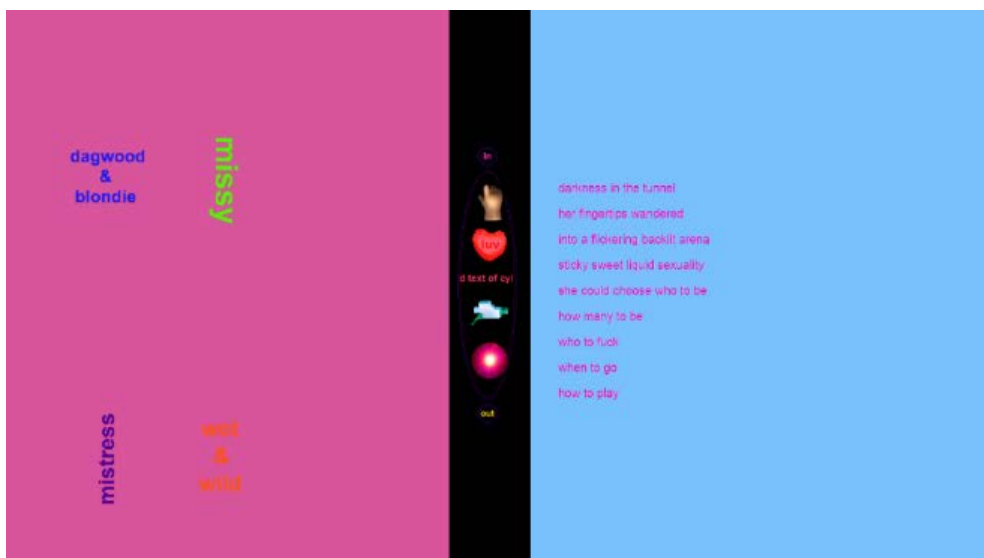 dagwood
&
blondie
missy
mistress
wet
&
wild
in
luv
d text of cyl
out
darkness in the tunnel
her fingertips wandered
into a flickering backlit arena
sticky sweet liquid sexuality
she could choose who to be
how many to be
who to fuck
when to go
how to play